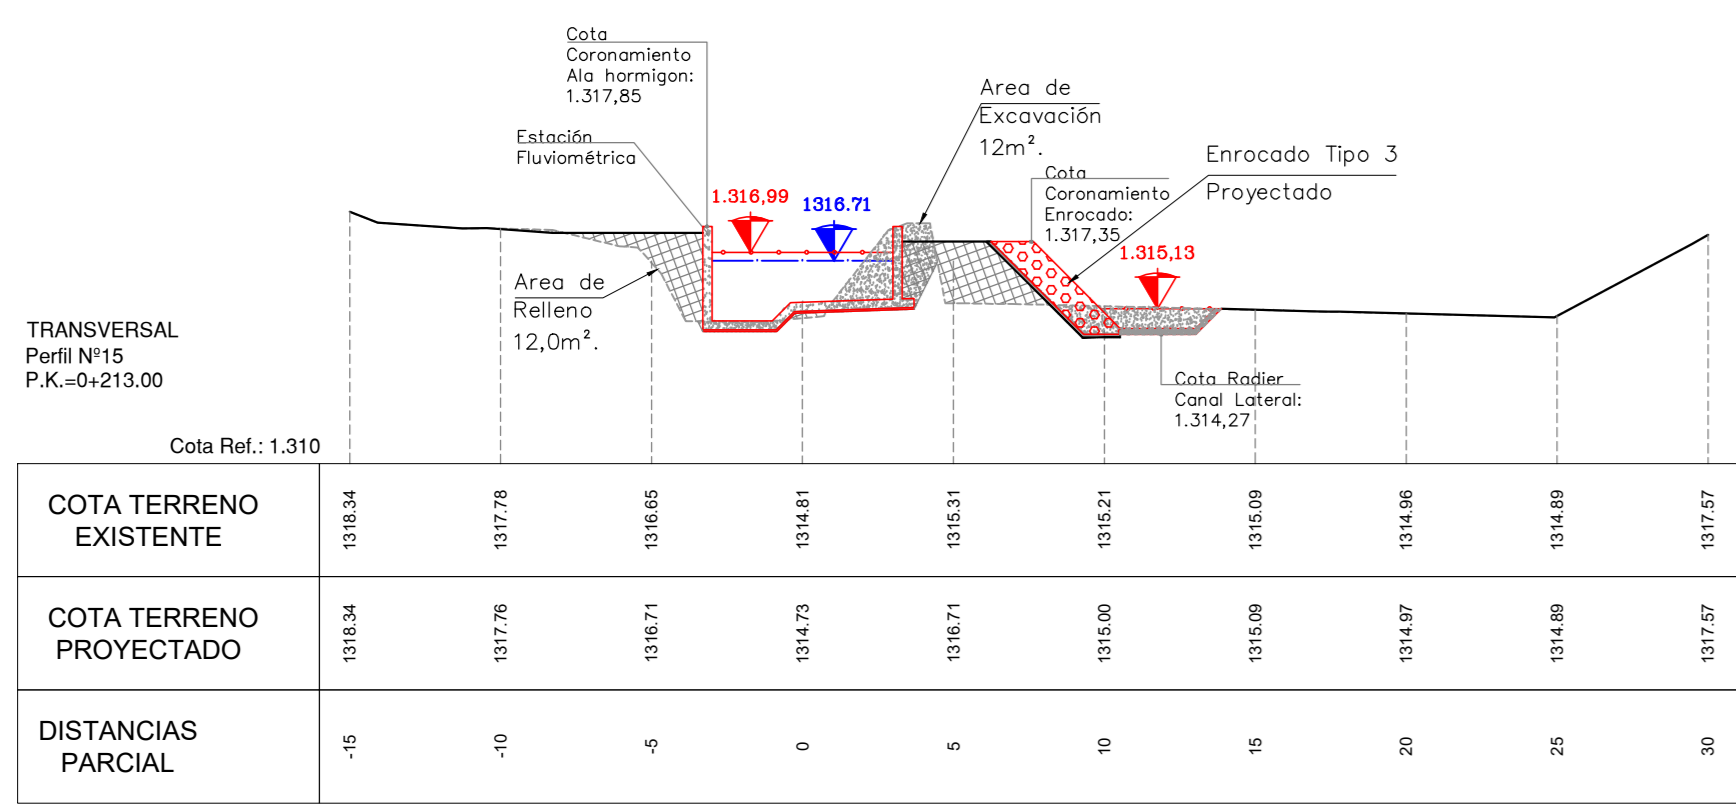 Cota
Coronamiento
Ala hormigon:
1.317,85
Estación
Fluviométrica
1.316,99
1316.71
Area de
Excavación
12m².
Cota
Coronamiento
Enrocado:
1.317,35
Enrocado Tipo 3
Proyectado
1.315,13
Area de
Relleno
12,0m².
Cota Radier
Canal Lateral:
1.314,27
TRANSVERSAL
Perfil Nº15
P.K.=0+213.00
Cota Ref.: 1.310
COTA TERRENO
EXISTENTE
1318.34 1317.78 1316.65 1314.81 1315.31 1315.21 1315.09 1314.96 1314.89 1317.57
COTA TERRENO
PROYECTADO
1318.34 1317.76 1316.71 1314.73 1316.71 1315.00 1315.09 1314.97 1314.89 1317.57
DISTANCIAS
PARCIAL
-15 -10 -5 0 5 10 15 20 25 30